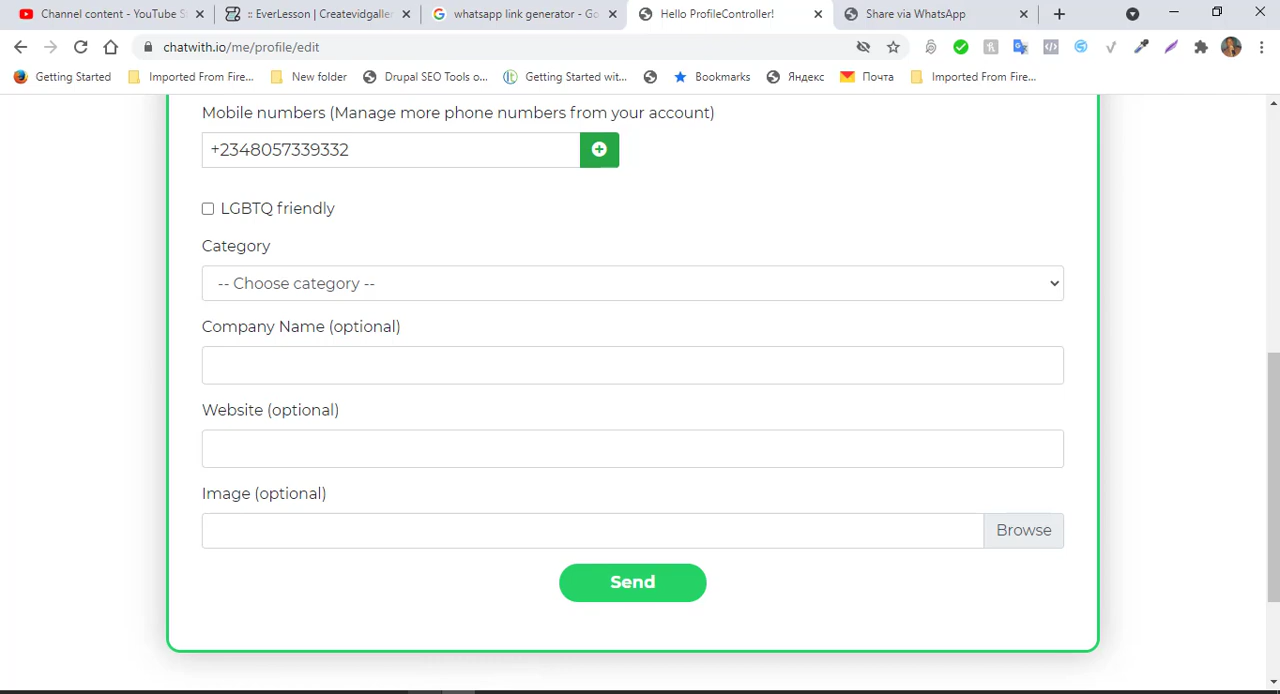 Channel content - YouTube S
:: EverLesson | Createvidgaller
whatsapp link generator - Go
Hello ProfileController!
Share via WhatsApp
chatwith.io/me/profile/edit
Getting Started
Imported From Fire...
New folder
Drupal SEO Tools o...
Getting Started wit...
Bookmarks
Яндекс
Почта
Imported From Fire...
Mobile numbers (Manage more phone numbers from your account)
+2348057339332
LGBTQ friendly
Category
-- Choose category --
Company Name (optional)
Website (optional)
Image (optional)
Browse
Send